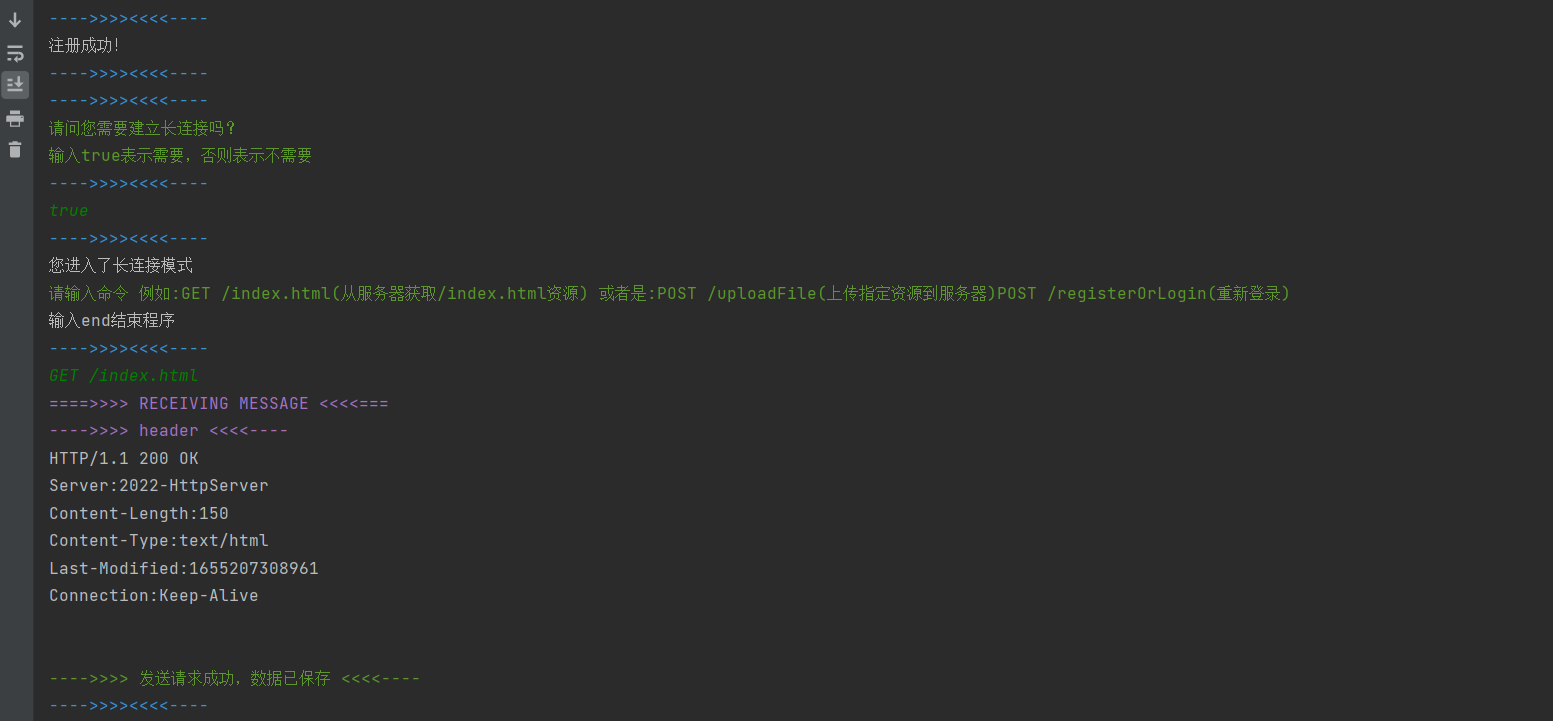 ---->>>><<<<----
注册成功!
---->>>><<<<----
---->>>><<<<----
请问您需要建立长连接吗？
输入true表示需要，否则表示不需要
---->>>><<<<----
true
---->>>><<<<----
您进入了长连接模式
请输入命令 例如:GET /index.html(从服务器获取/index.html资源) 或者是:POST /uploadFile(上传指定资源到服务器)POST /registerOrLogin(重新登录)
输入end结束程序
---->>>><<<<----
GET /index.html
====>>>> RECEIVING MESSAGE <<<<===
---->>>> header <<<<----
HTTP/1.1 200 OK
Server:2022-HttpServer
Content-Length:150
Content-Type:text/html
Last-Modified:1655207308961
Connection:Keep-Alive
---->>>> 发送请求成功，数据已保存 <<<<----
---->>>><<<<----